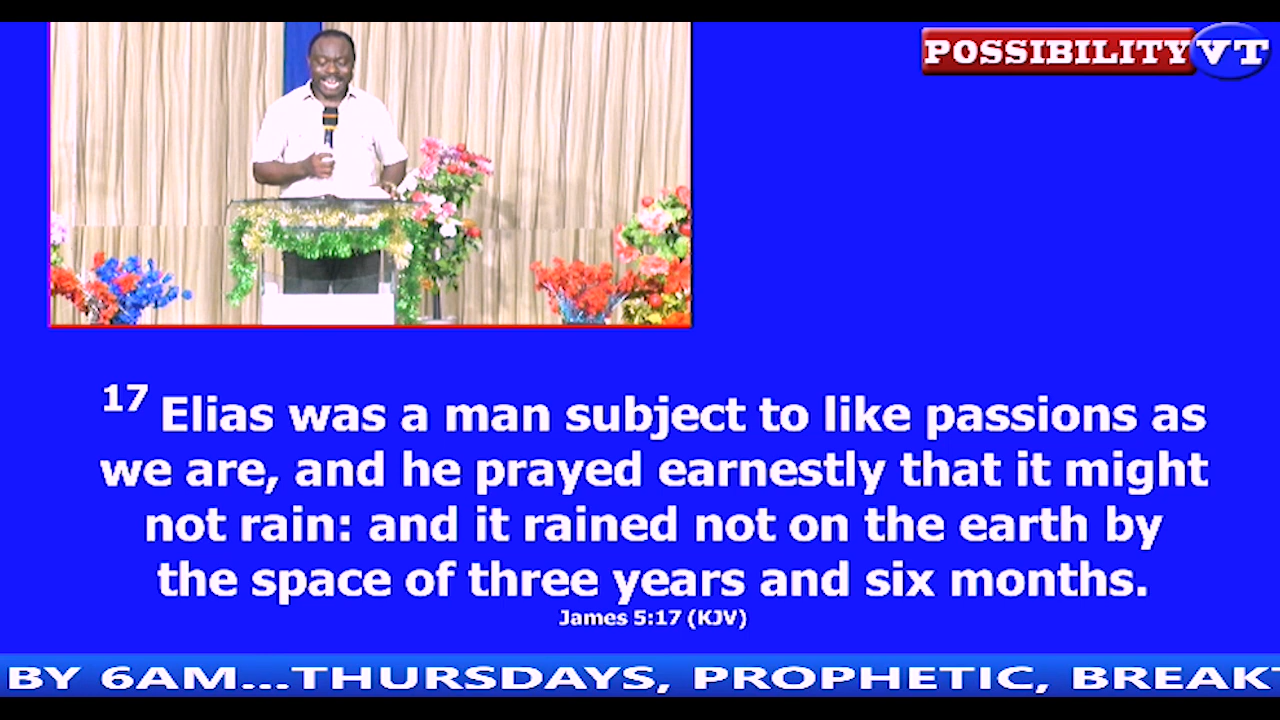 POSSIBILITY VT
17 Elias was a man subject to like passions as
we are, and he prayed earnestly that it might
not rain: and it rained not on the earth by
the space of three years and six months.
James 5:17 (KJV)
BY 6AM...THURSDAYS, PROPHETIC, BREAK